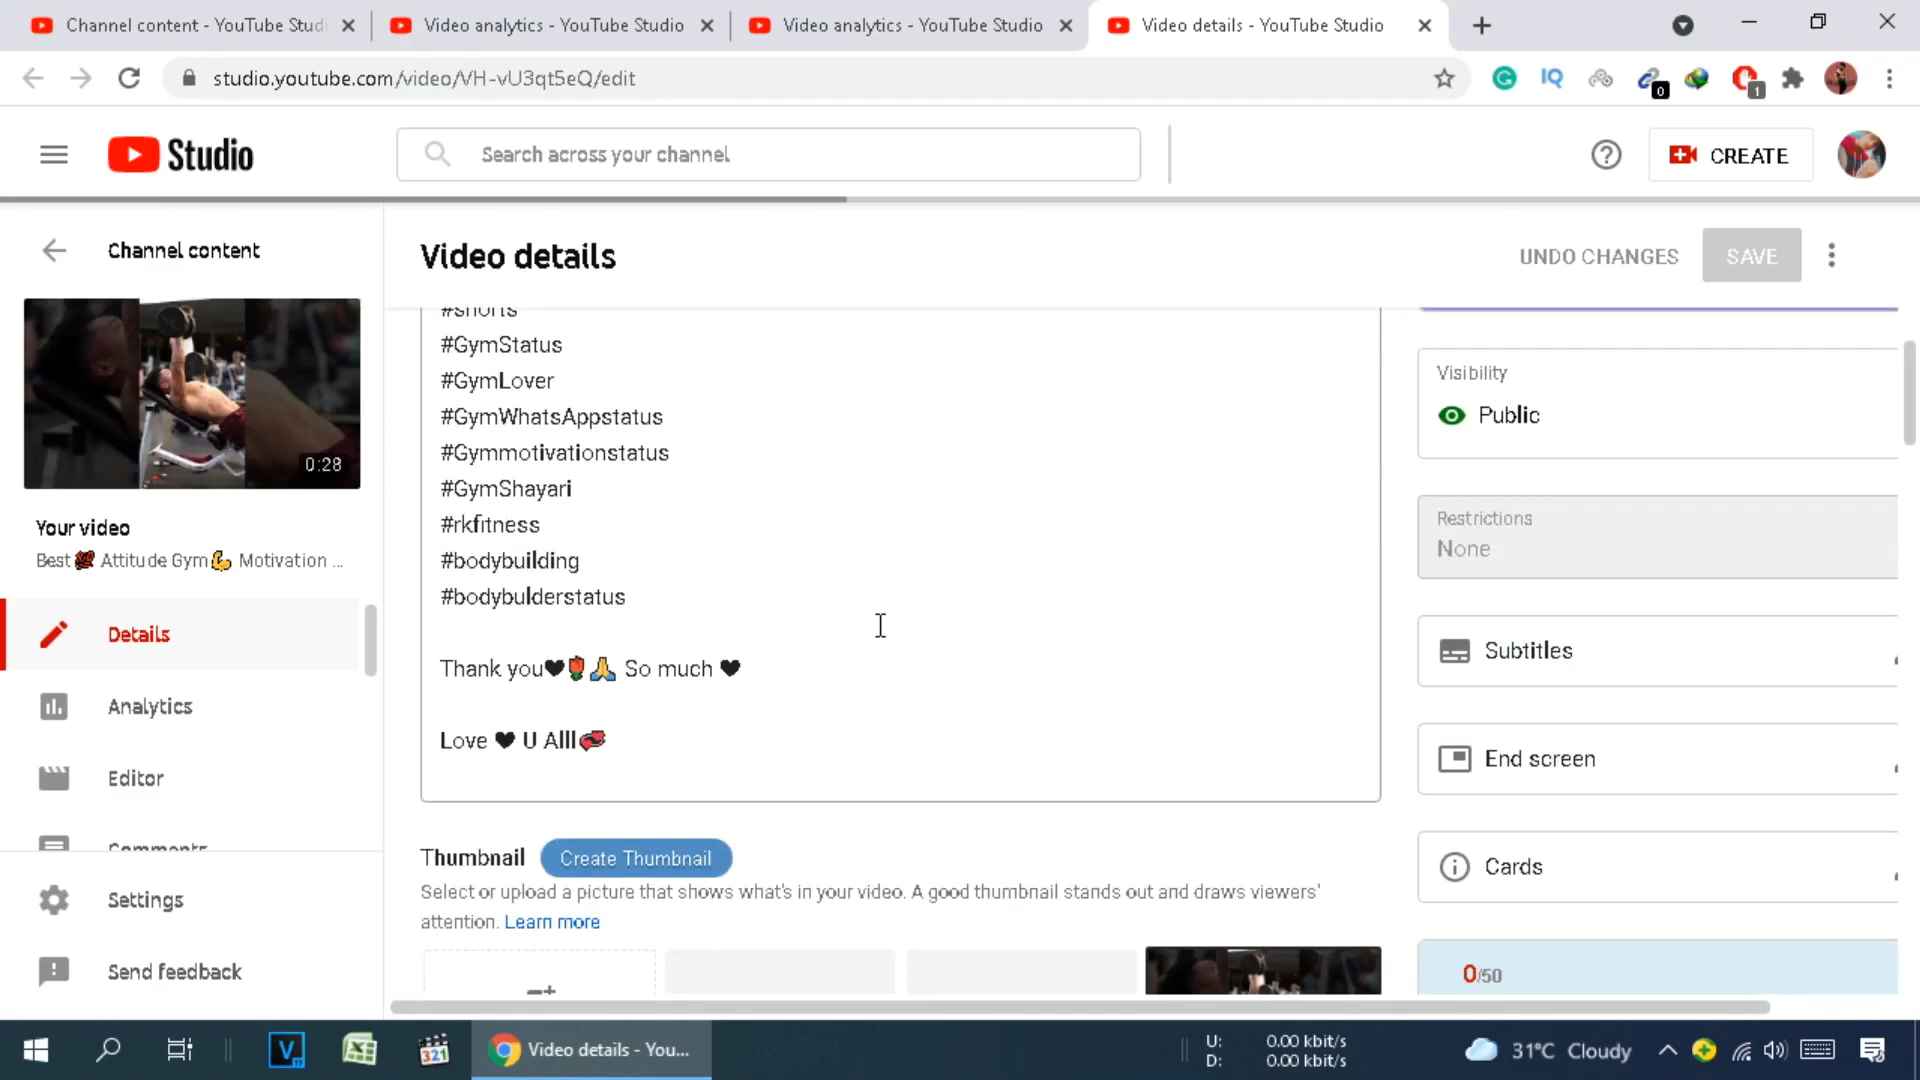 Channel content - YouTube Studi
Video analytics - YouTube Studio
Video analytics - YouTube Studio
Video details - YouTube Studio
studio.youtube.com/video/VH-vU3qt5eQ/edit
IQ
0
1
Studio
Search across your channel
CREATE
Channel content
Video details
UNDO CHANGES
SAVE
#shorts
#GymStatus
#GymLover
#GymWhatsAppstatus
#Gymmotivationstatus
#GymShayari
#rkfitness
#bodybuilding
#bodybulderstatus
Thank you🖤🌹🙏 So much 🖤
Love 🖤 U Alll💋
0:28
Your video
Best 💯 Attitude Gym💪 Motivation ...
Details
Analytics
Editor
Comments
Settings
Send feedback
Visibility
Public
Restrictions
None
Subtitles
End screen
Cards
0/50
Thumbnail
Create Thumbnail
Select or upload a picture that shows what's in your video. A good thumbnail stands out and draws viewers'
attention. Learn more
V
321
Video details - You...
U: 0.00 kbit/s
D: 0.00 kbit/s
31°C Cloudy